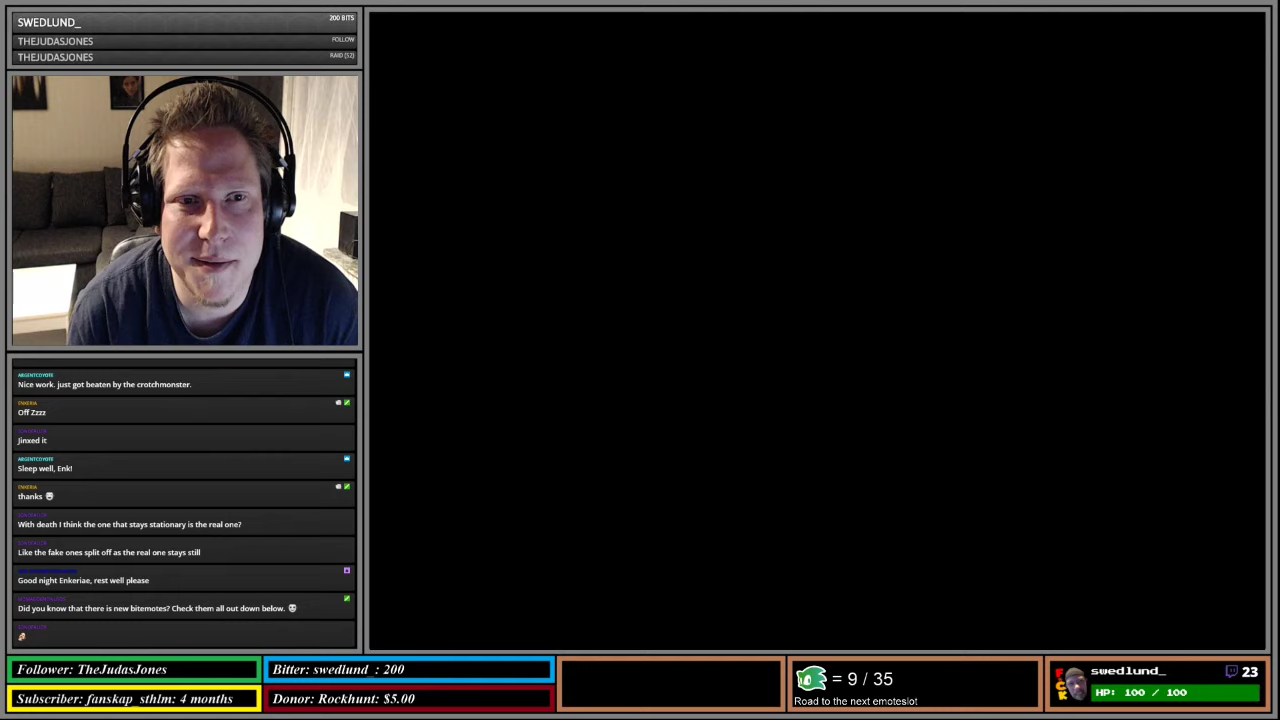 SWEDLUND_ 200 BITS
THEJUDASJONES FOLLOW
THEJUDASJONES RAID (52)
ARGENTCOYOTE
Nice work. just got beaten by the crotchmonster.
ENKERIA
Off Zzzz
Jinxed it
ARGENTCOYOTE
Sleep well, Enk!
ENKERIA
thanks
With death I think the one that stays stationary is the real one?
Like the fake ones split off as the real one stays still
Good night Enkeriae, rest well please
Did you know that there is new bitemotes? Check them all out down below.
Follower: TheJudasJones
Bitter: swedlund_: 200
Subscriber: fanskap_sthlm: 4 months
Donor: Rockhunt: $5.00
= 9 / 35
Road to the next emoteslot
swedlund_ 23
HP: 100 / 100